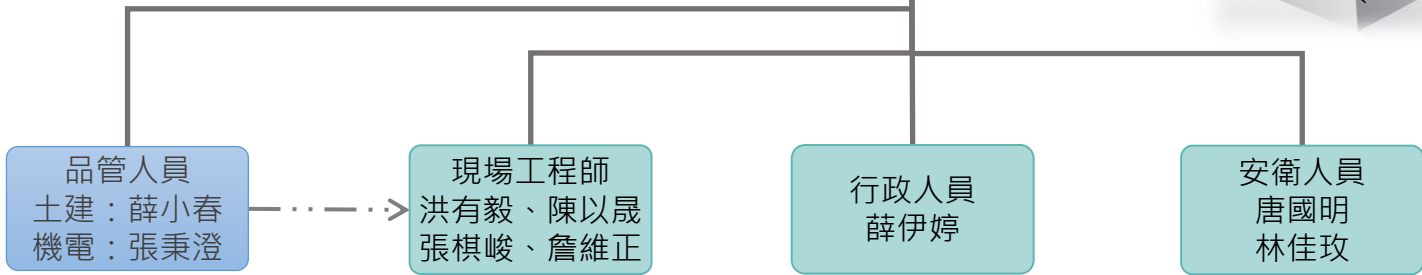 品管人員
土建：薛小春
機電：張秉澄
現場工程師
洪有毅、陳以晟
張棋峻、詹維正
行政人員
薛伊婷
安衛人員
唐國明
林佳玫